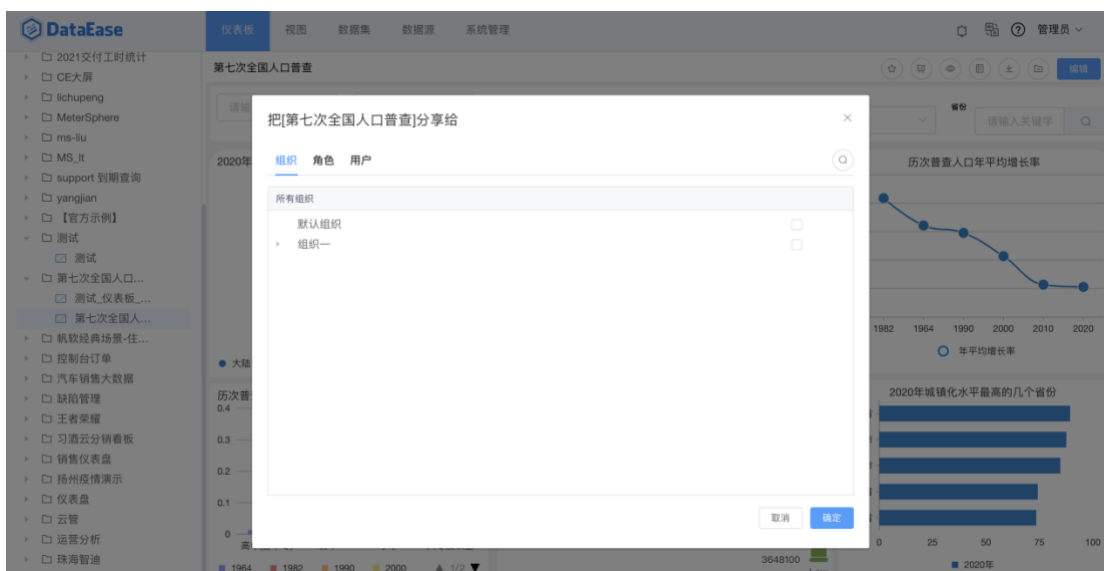 DataEase
仪表板 视图 数据集 数据源 系统管理
管理员
2021交付工时统计
CE大屏
lichupeng
MeterSphere
ms-liu
MS_lt
support 到期查询
yangjian
【官方示例】
测试
测试
第七次全国人口...
测试_仪表板_...
第七次全国人...
帆软经典场景-住...
控制台订单
汽车销售大数据
缺陷管理
王者荣耀
习酒云分销看板
销售仪表盘
扬州疫情演示
仪表盘
云管
运营分析
珠海智迪
第七次全国人口普查
编辑
请输
省份
请输入关键字
把[第七次全国人口普查]分享给
组织 角色 用户
所有组织
默认组织
组织一
取消 确定
2020年
大陆
历次普查人口年平均增长率
1982 1964 1990 2000 2010 2020
年平均增长率
历次普
0.4
0.3
0.2
0.1
0
1964 1982 1990 2000 1/2
3648100
2020年城镇化水平最高的几个省份
0 25 50 75 100
2020年